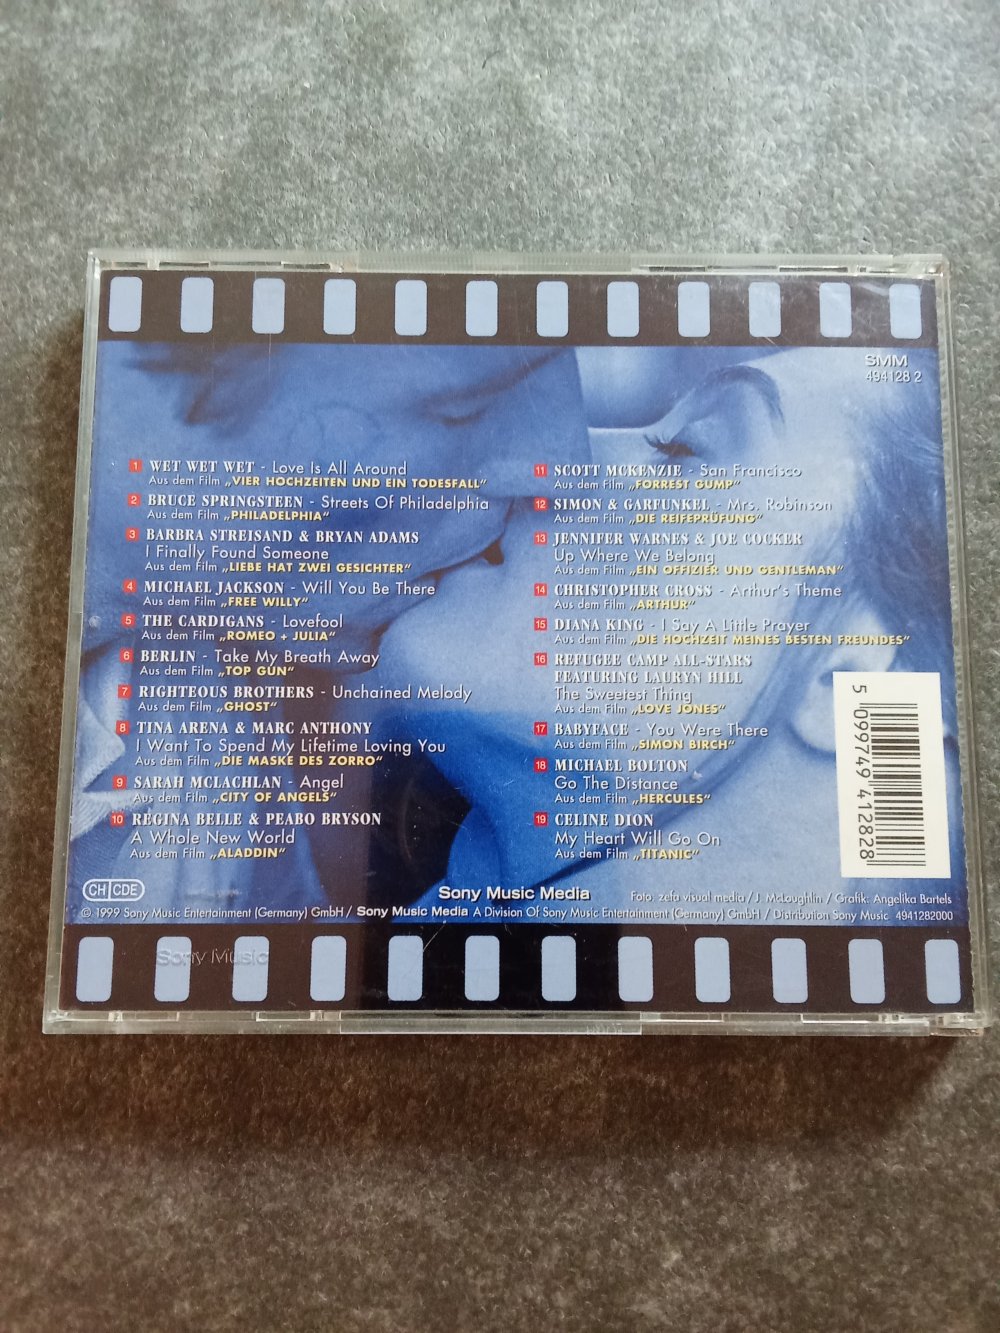 SMM
494128 2
1 WET WET WET - Love Is All Around
Aus dem Film „VIER HOCHZEITEN UND EIN TODESFALL"
2 BRUCE SPRINGSTEEN - Streets Of Philadelphia
Aus dem Film „PHILADELPHIA"
3 BARBRA STREISAND & BRYAN ADAMS
I Finally Found Someone
Aus dem Film „LIEBE HAT ZWEI GESICHTER"
4 MICHAEL JACKSON - Will You Be There
Aus dem Film „FREE WILLY"
5 THE CARDIGANS - Lovefool
Aus dem Film „ROMEO + JULIA"
6 BERLIN - Take My Breath Away
Aus dem Film „TOP GUN"
7 RIGHTEOUS BROTHERS - Unchained Melody
Aus dem Film „GHOST"
8 TINA ARENA & MARC ANTHONY
I Want To Spend My Lifetime Loving You
Aus dem Film „DIE MASKE DES ZORRO"
9 SARAH MCLACHLAN - Angel
Aus dem Film „CITY OF ANGELS"
10 REGINA BELLE & PEABO BRYSON
A Whole New World
Aus dem Film „ALADDIN"
11 SCOTT MCKENZIE - San Francisco
Aus dem Film „FORREST GUMP"
12 SIMON & GARFUNKEL - Mrs. Robinson
Aus dem Film „DIE REIFEPRÜFUNG"
13 JENNIFER WARNES & JOE COCKER
Up Where We Belong
Aus dem Film „EIN OFFIZIER UND GENTLEMAN"
14 CHRISTOPHER CROSS - Arthur's Theme
Aus dem Film „ARTHUR"
15 DIANA KING - I Say A Little Prayer
Aus dem Film „DIE HOCHZEIT MEINES BESTEN FREUNDES"
16 REFUGEE CAMP ALL-STARS
FEATURING LAURYN HILL
The Sweetest Thing
Aus dem Film „LOVE JONES"
17 BABYFACE - You Were There
Aus dem Film „SIMON BIRCH"
18 MICHAEL BOLTON
Go The Distance
Aus dem Film „HERCULES"
19 CELINE DION
My Heart Will Go On
Aus dem Film „TITANIC"
5 099749 412828
CH CDE
Sony Music Media
Foto: zefa visual media / J. McLoughlin / Grafik: Angelika Bartels
© 1999 Sony Music Entertainment (Germany) GmbH / Sony Music Media A Division Of Sony Music Entertainment (Germany) GmbH / Distribution Sony Music 4941282000
Sony Music